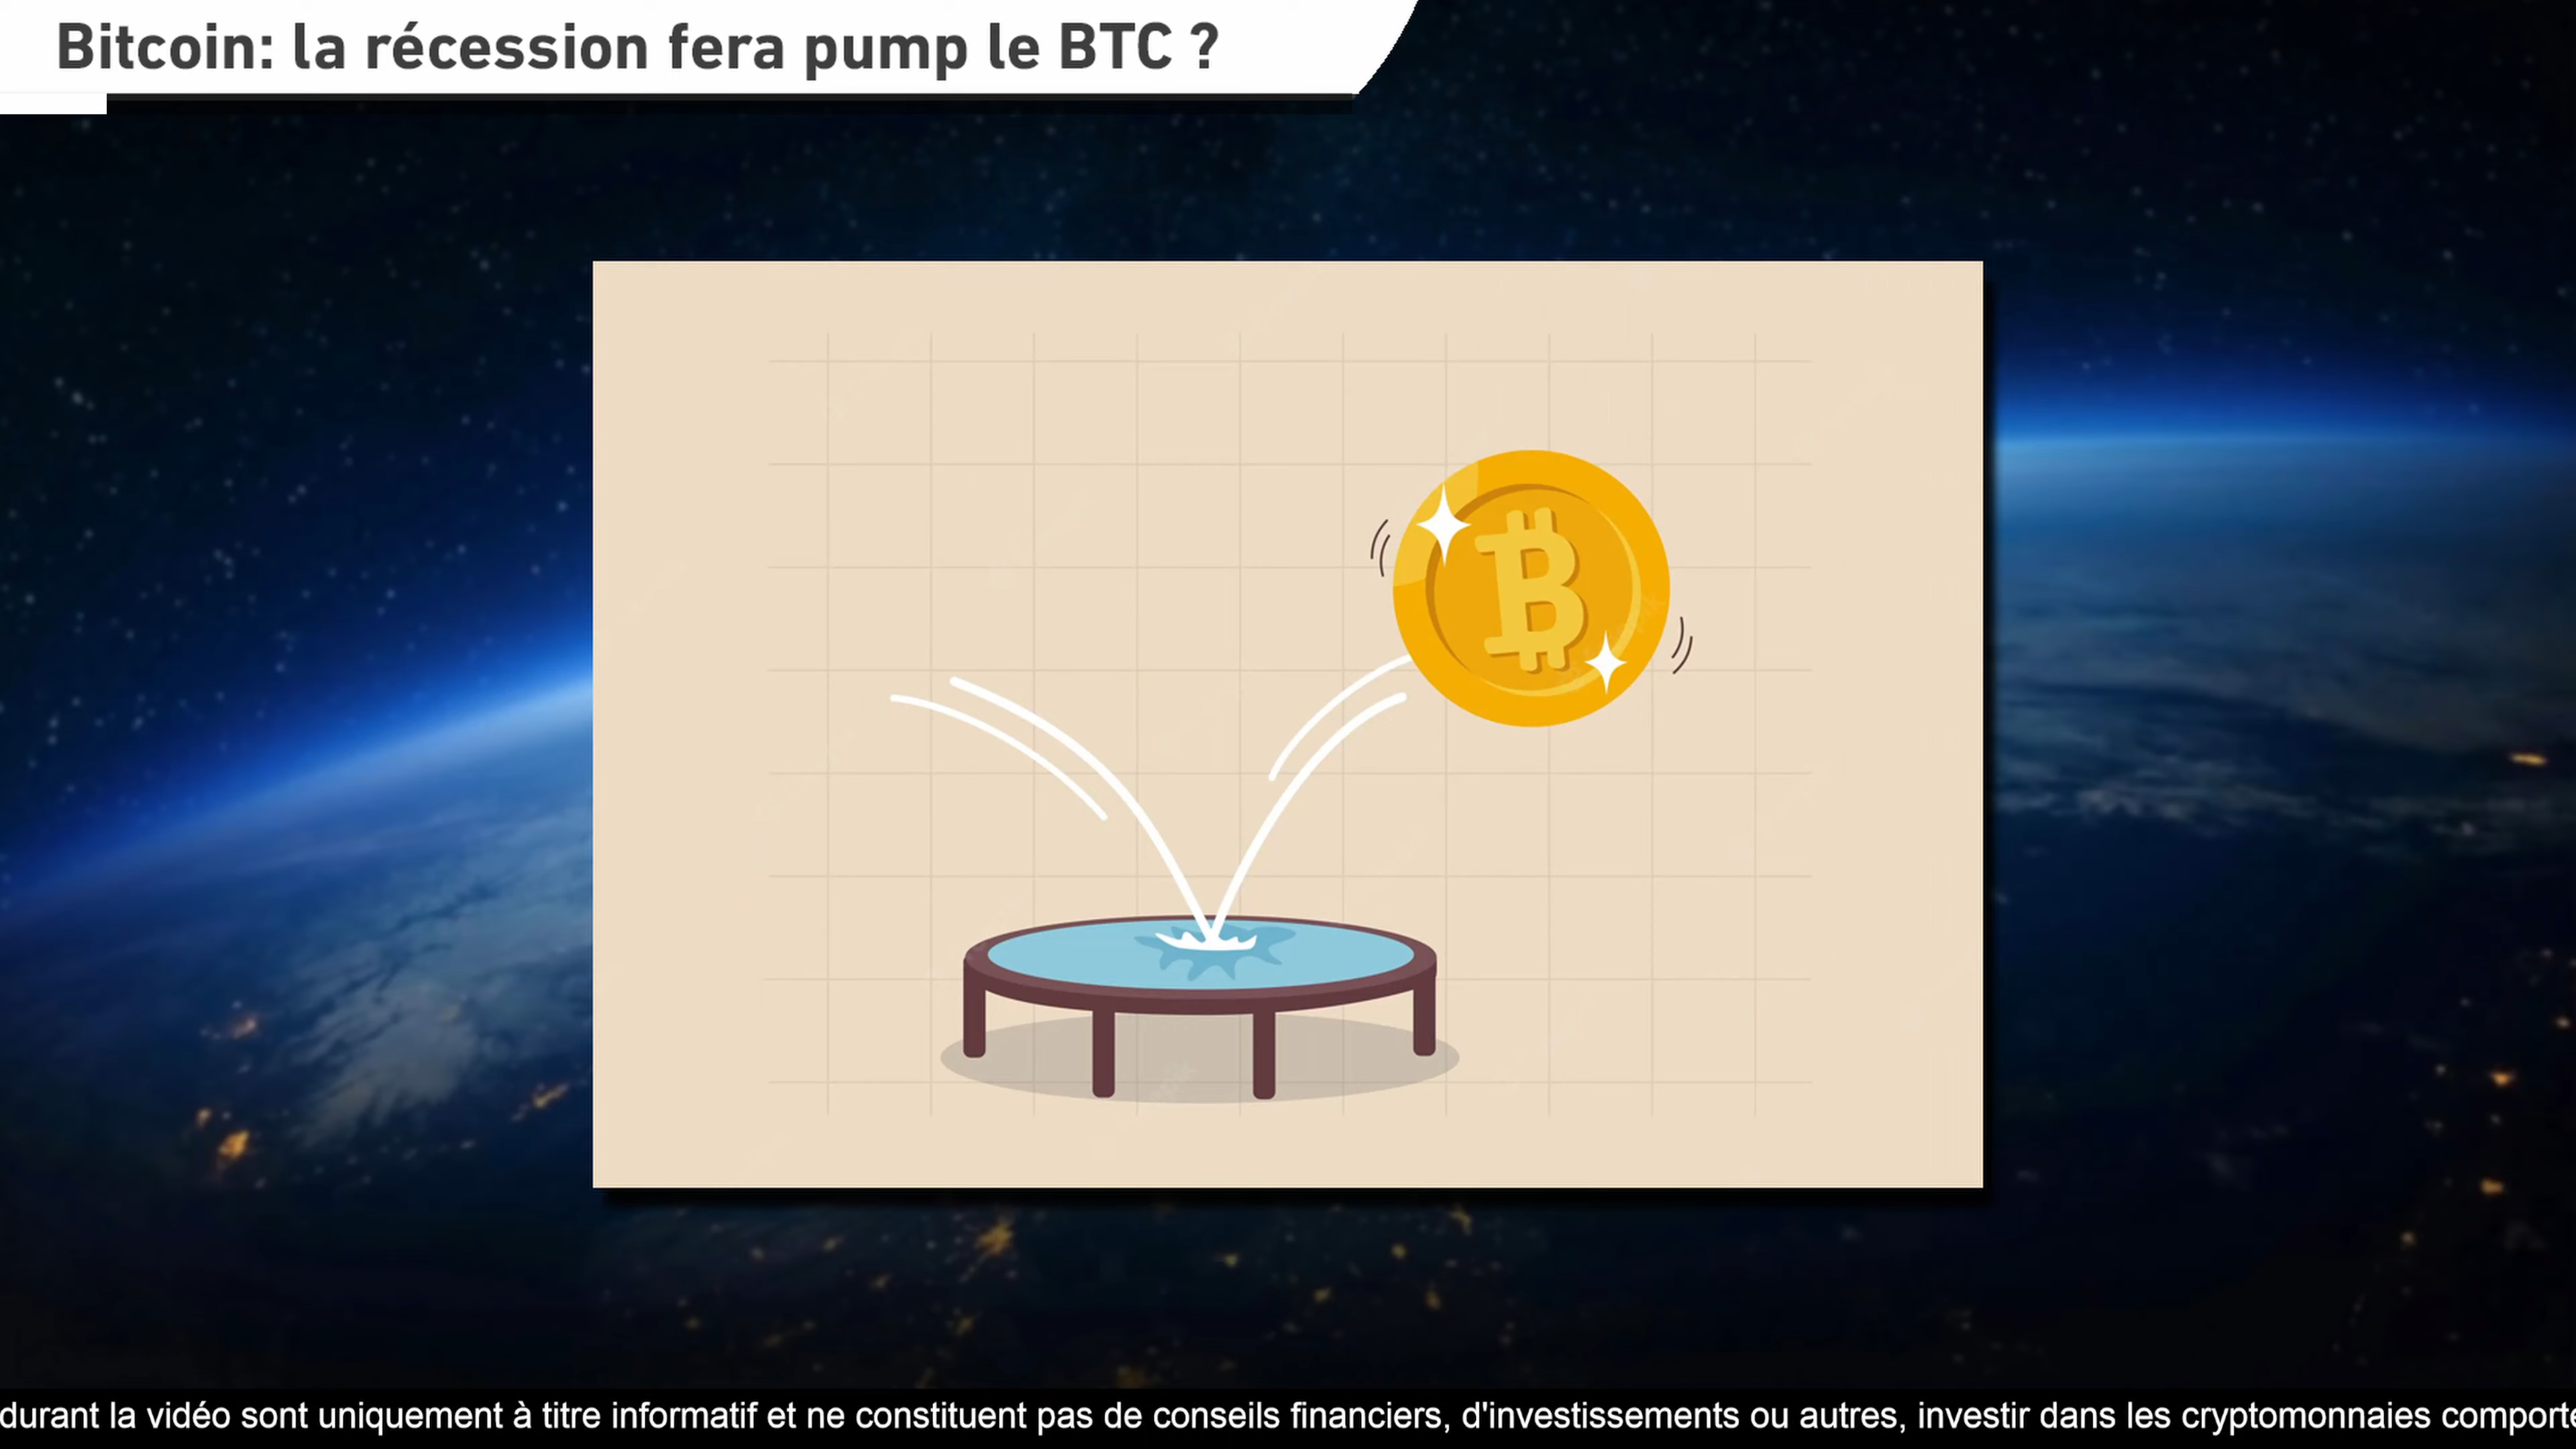 Bitcoin: la récession fera pump le BTC ?
durant la vidéo sont uniquement à titre informatif et ne constituent pas de conseils financiers, d'investissements ou autres, investir dans les cryptomonnaies comporte